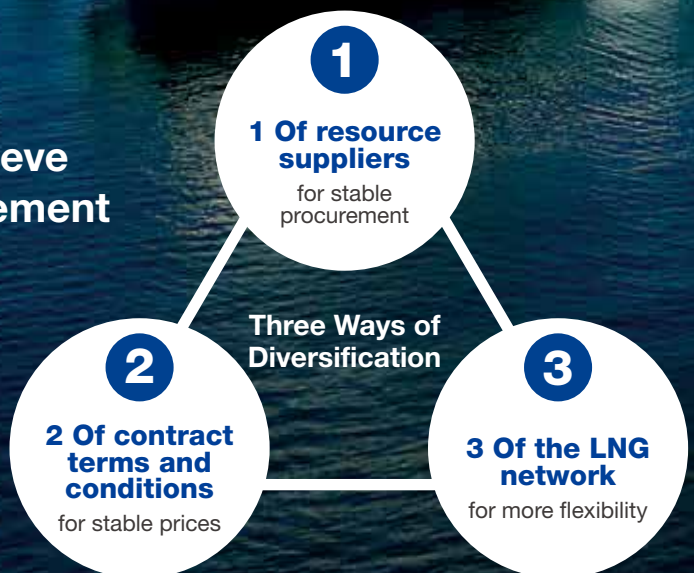 1
1 Of resource
suppliers
for stable
procurement
eve
ement
Three Ways of
Diversification
2
2 Of contract
terms and
conditions
for stable prices
3
3 Of the LNG
network
for more flexibility